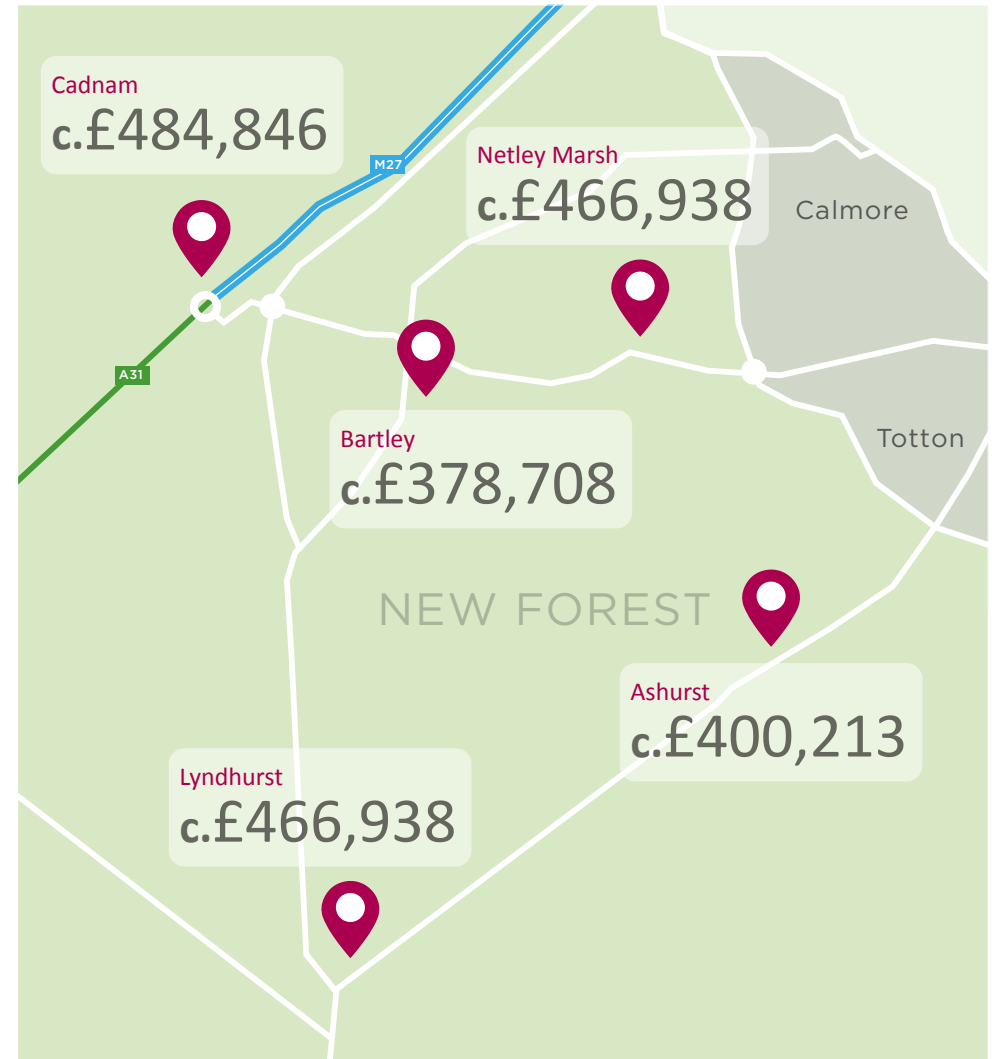 Cadnam
c.£484,846
M27
Netley Marsh
c.£466,938
Calmore
A31
Bartley
c.£378,708
Totton
NEW FOREST
Ashurst
c.£400,213
Lyndhurst
c.£466,938